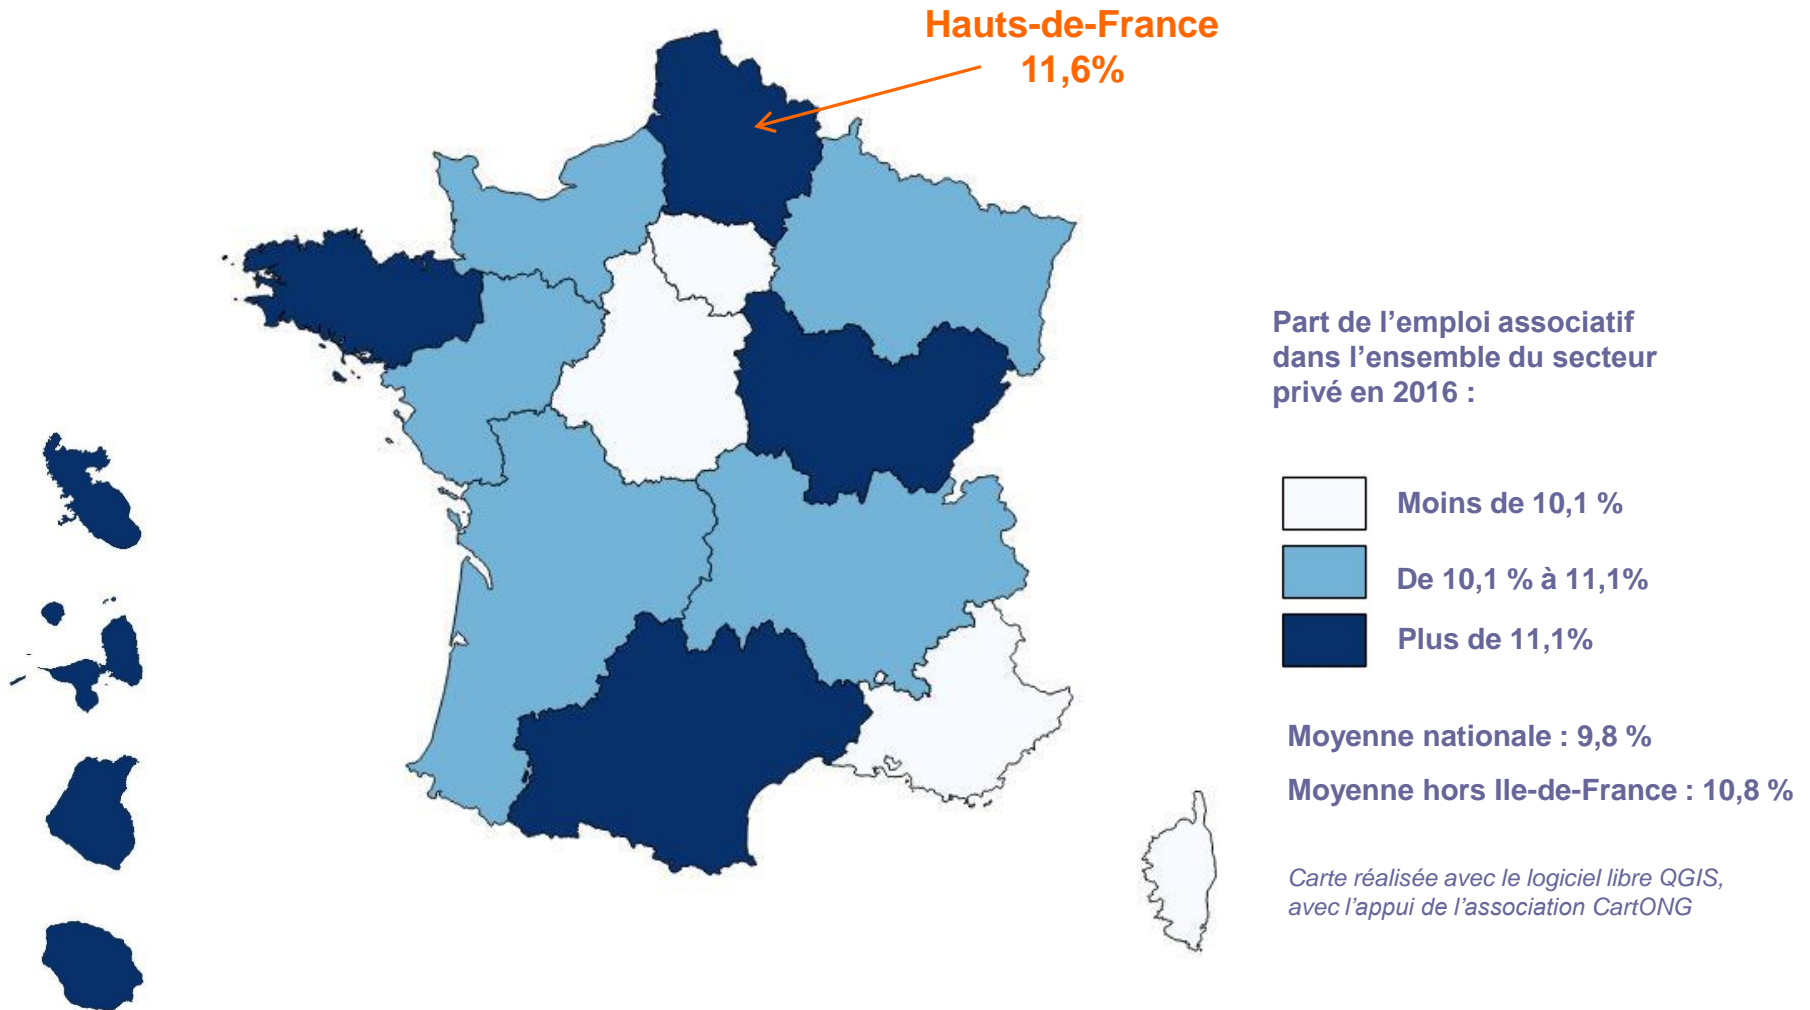 Hauts-de-France
11,6%
Part de l’emploi associatif
dans l’ensemble du secteur
privé en 2016 :
Moins de 10,1 %
De 10,1 % à 11,1%
Plus de 11,1%
Moyenne nationale : 9,8 %
Moyenne hors Ile-de-France : 10,8 %
Carte réalisée avec le logiciel libre QGIS,
avec l’appui de l’association CartONG